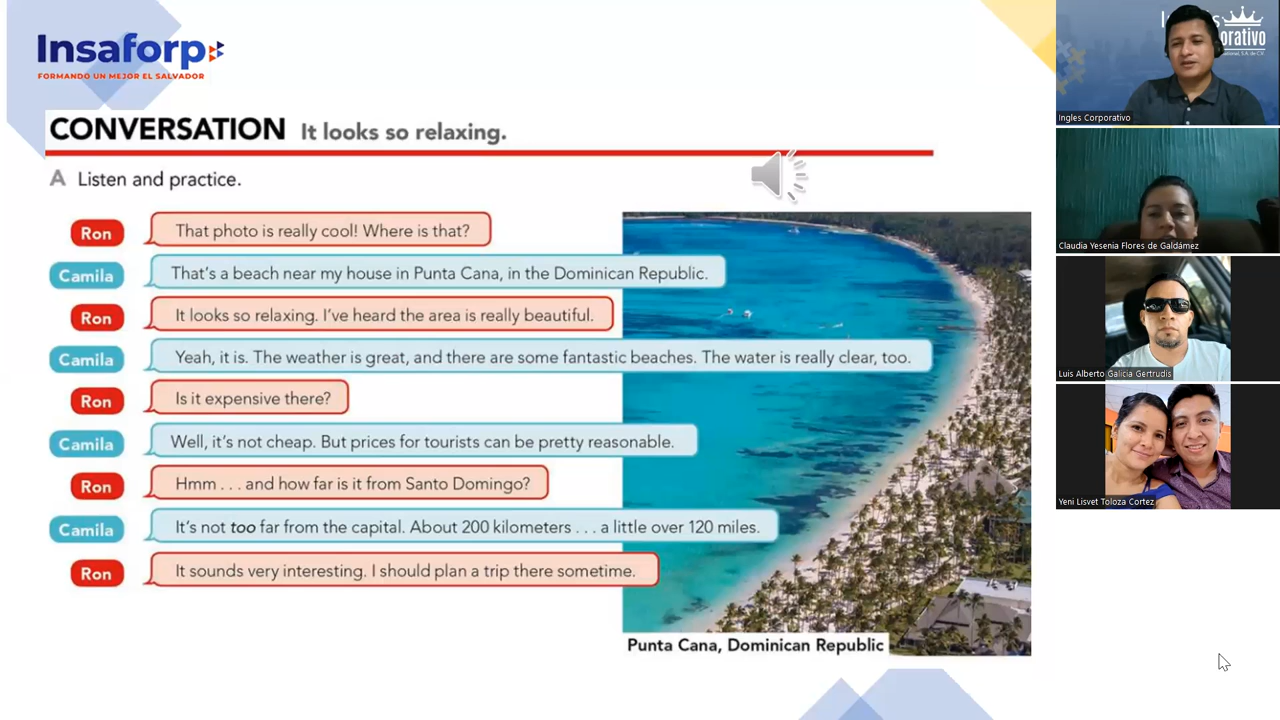 Insaforp
FORMANDO UN MEJOR EL SALVADOR
CONVERSATION It looks so relaxing.
A Listen and practice.
Ron That photo is really cool! Where is that?
Camila That's a beach near my house in Punta Cana, in the Dominican Republic.
Ron It looks so relaxing. I've heard the area is really beautiful.
Camila Yeah, it is. The weather is great, and there are some fantastic beaches. The water is really clear, too.
Ron Is it expensive there?
Camila Well, it's not cheap. But prices for tourists can be pretty reasonable.
Ron Hmm . . . and how far is it from Santo Domingo?
Camila It's not too far from the capital. About 200 kilometers . . . a little over 120 miles.
Ron It sounds very interesting. I should plan a trip there sometime.
Punta Cana, Dominican Republic
Ingles Corporativo
Claudia Yesenia Flores de Galdámez
Luis Alberto Galicia Gertrudis
Yeni Lisvet Toloza Cortez